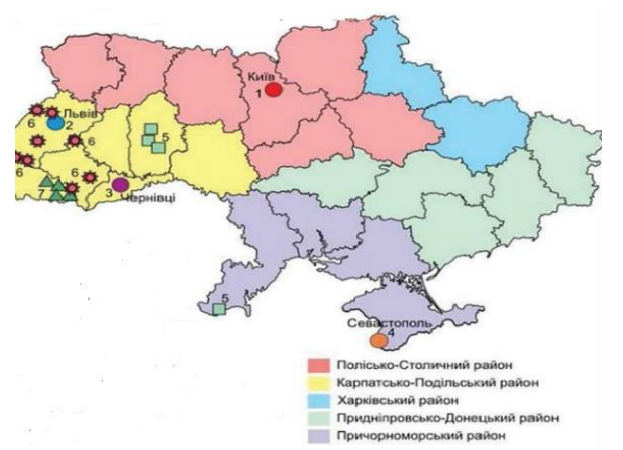 Київ
1
Львів
6
2
6
5
6
6
7
3
Чернівці
5
Севастополь
4
Полісько-Столичний район
Карпатсько-Подільський район
Харківський район
Придніпровсько-Донецький район
Причорноморський район